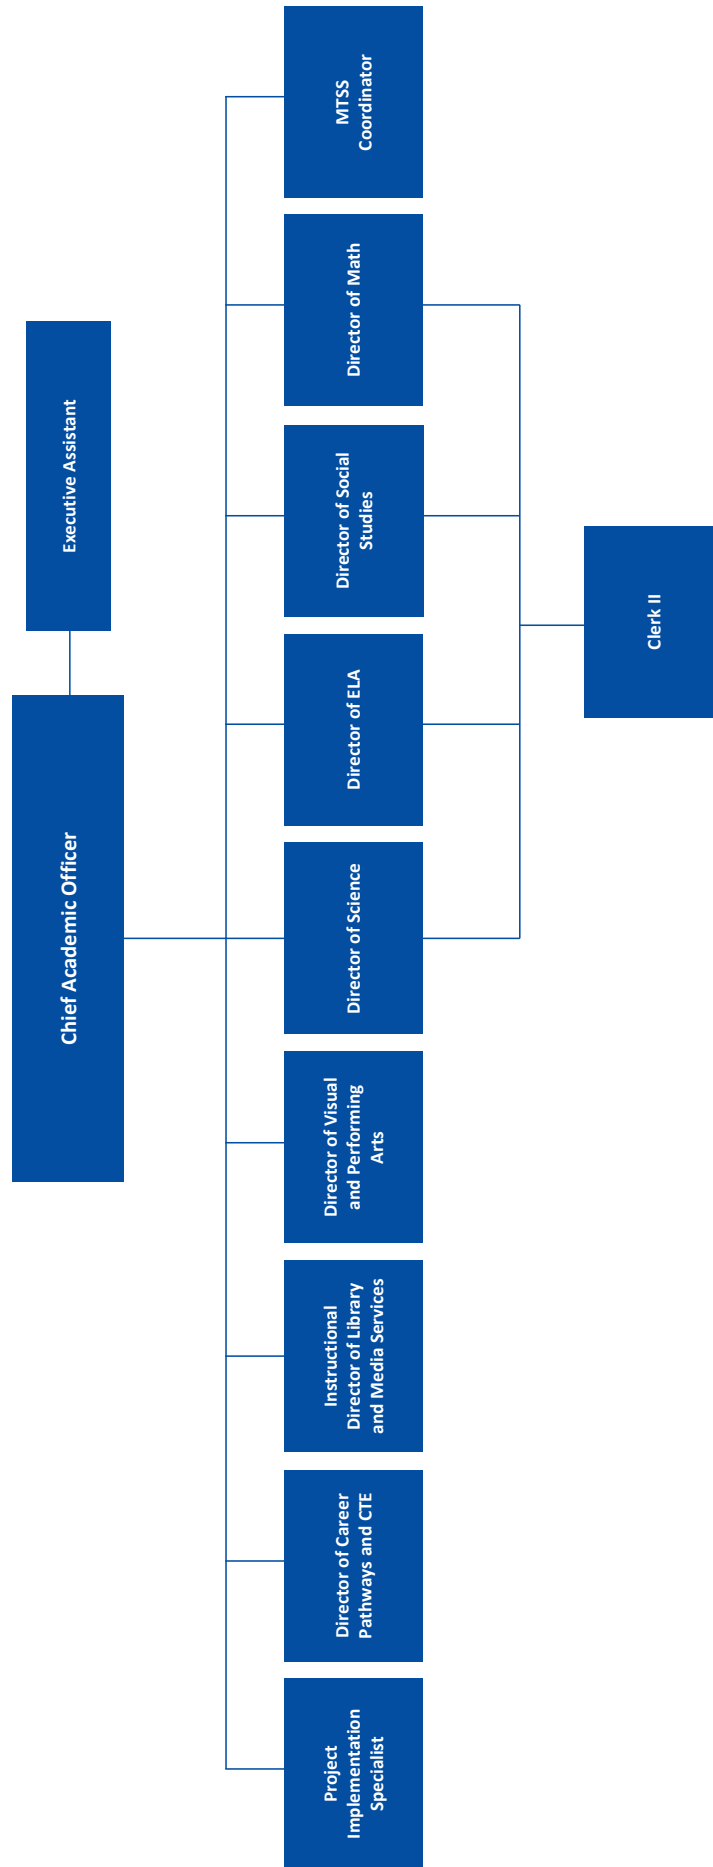 Chief Academic Officer
Executive Assistant
Project
Implementation
Specialist
Director of Career
Pathways and CTE
Instructional
Director of Library
and Media Services
Director of Visual
and Performing
Arts
Director of Science
Director of ELA
Director of Social
Studies
Director of Math
MTSS
Coordinator
Clerk II